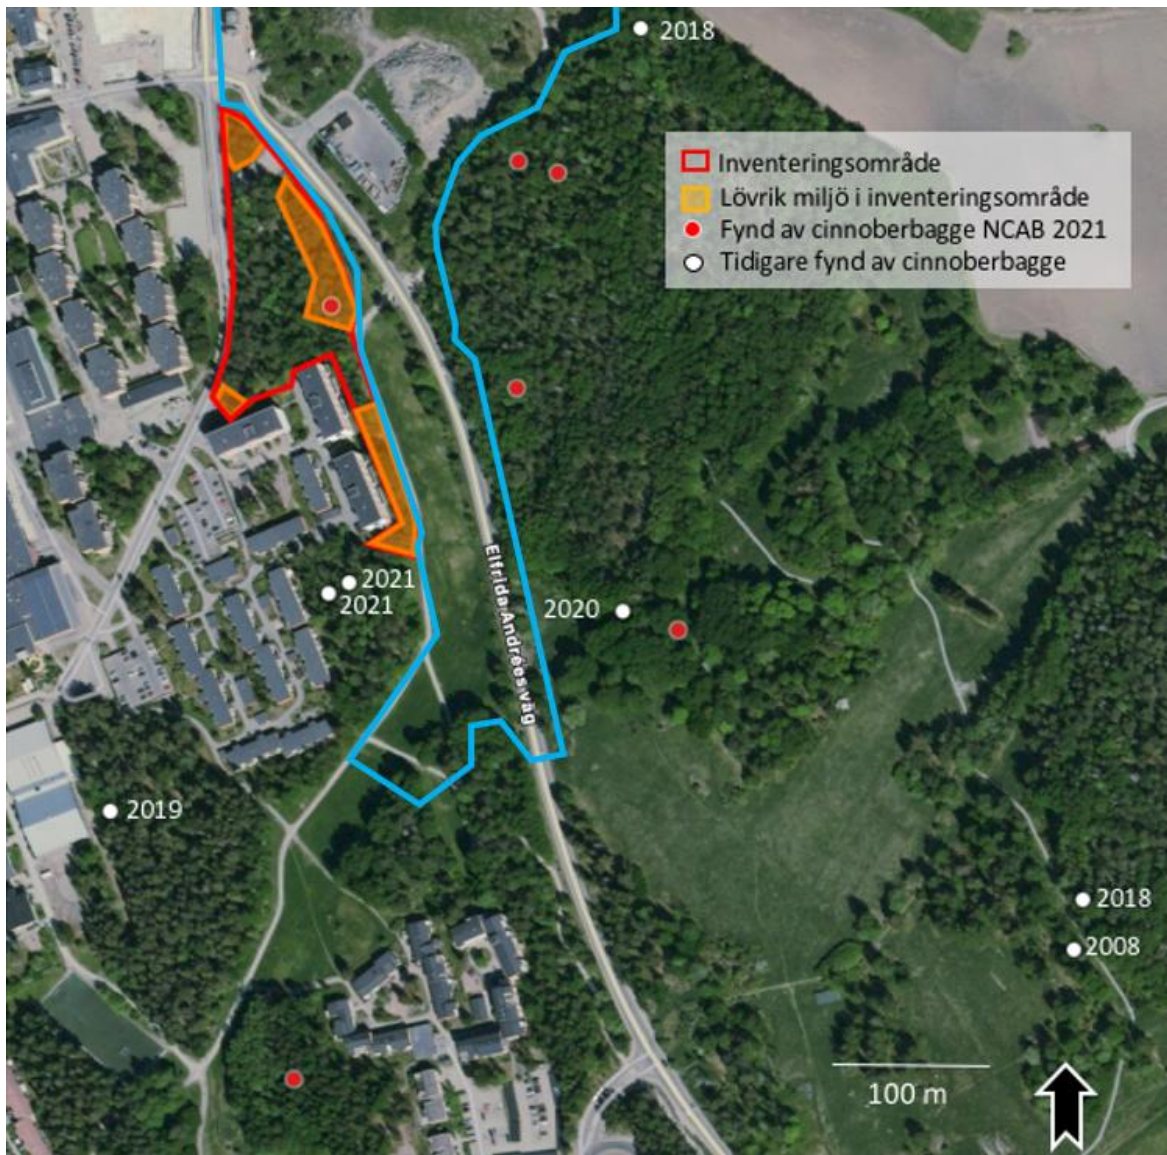 2018
Inventeringsområde
Lövrik miljö i inventeringsområde
Fynd av cinnoberbagge NCAB 2021
Tidigare fynd av cinnoberbagge
Elfrida Andrées väg
2021
2021
2020
2019
2018
2008
100 m